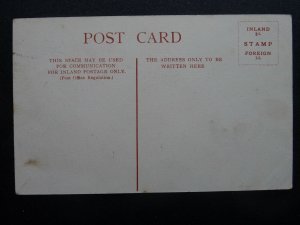 POST CARD
INLAND
½d.
STAMP
FOREIGN
1d.
THIS SPACE MAY BE USED
FOR COMMUNICATION
FOR INLAND POSTAGE ONLY.
(Post Office Regulation.)
THE ADDRESS ONLY TO BE
WRITTEN HERE